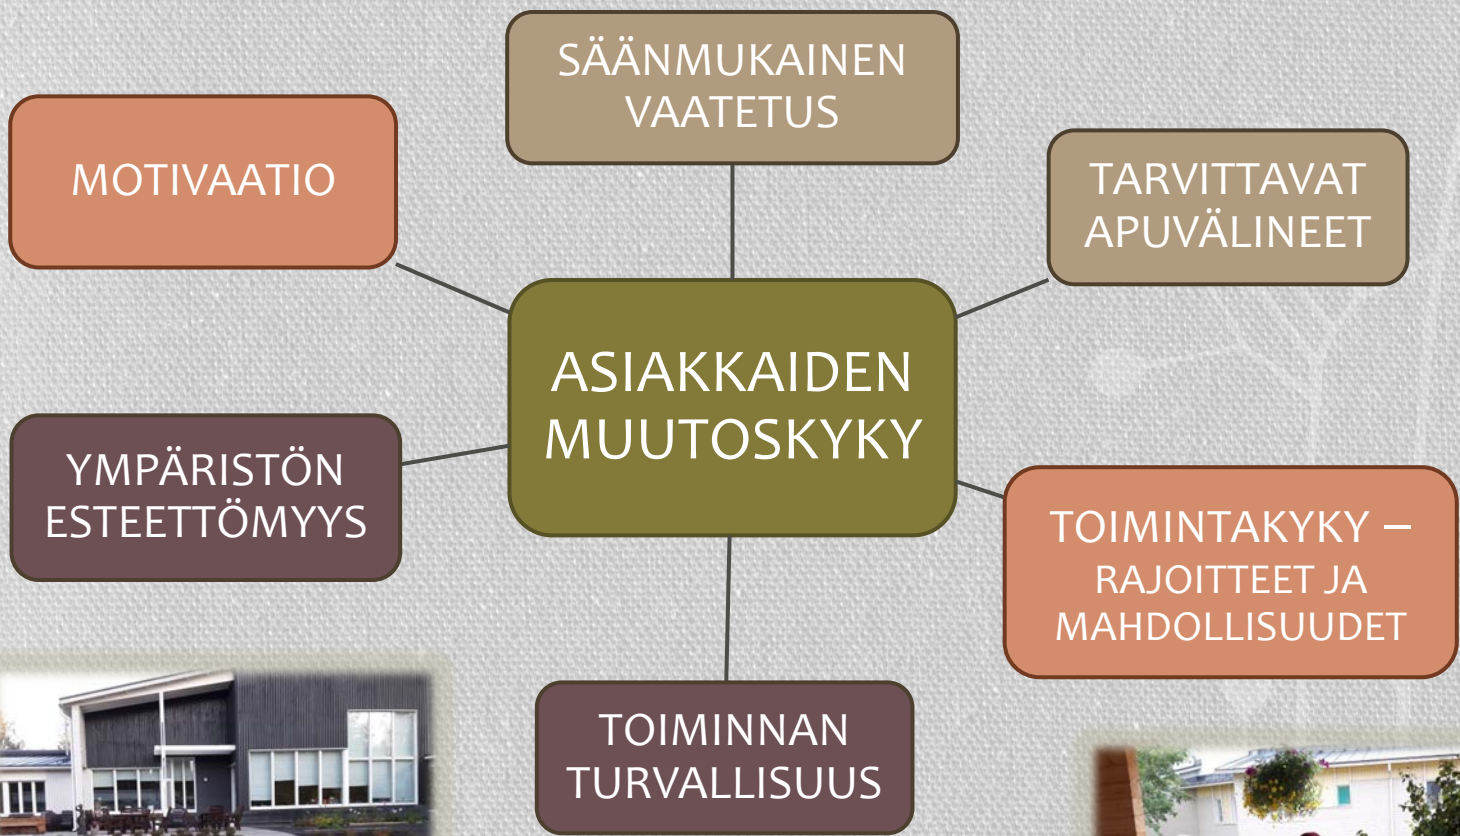 SÄÄNMUKAINEN
VAATETUS
MOTIVAATIO
TARVITTAVAT
APUVÄLINEET
ASIAKKAIDEN
MUUTOSKYKY
YMPÄRISTÖN
ESTEETTÖMYYS
TOIMINTAKYKY –
RAJOITTEET JA
MAHDOLLISUUDET
TOIMINNAN
TURVALLISUUS